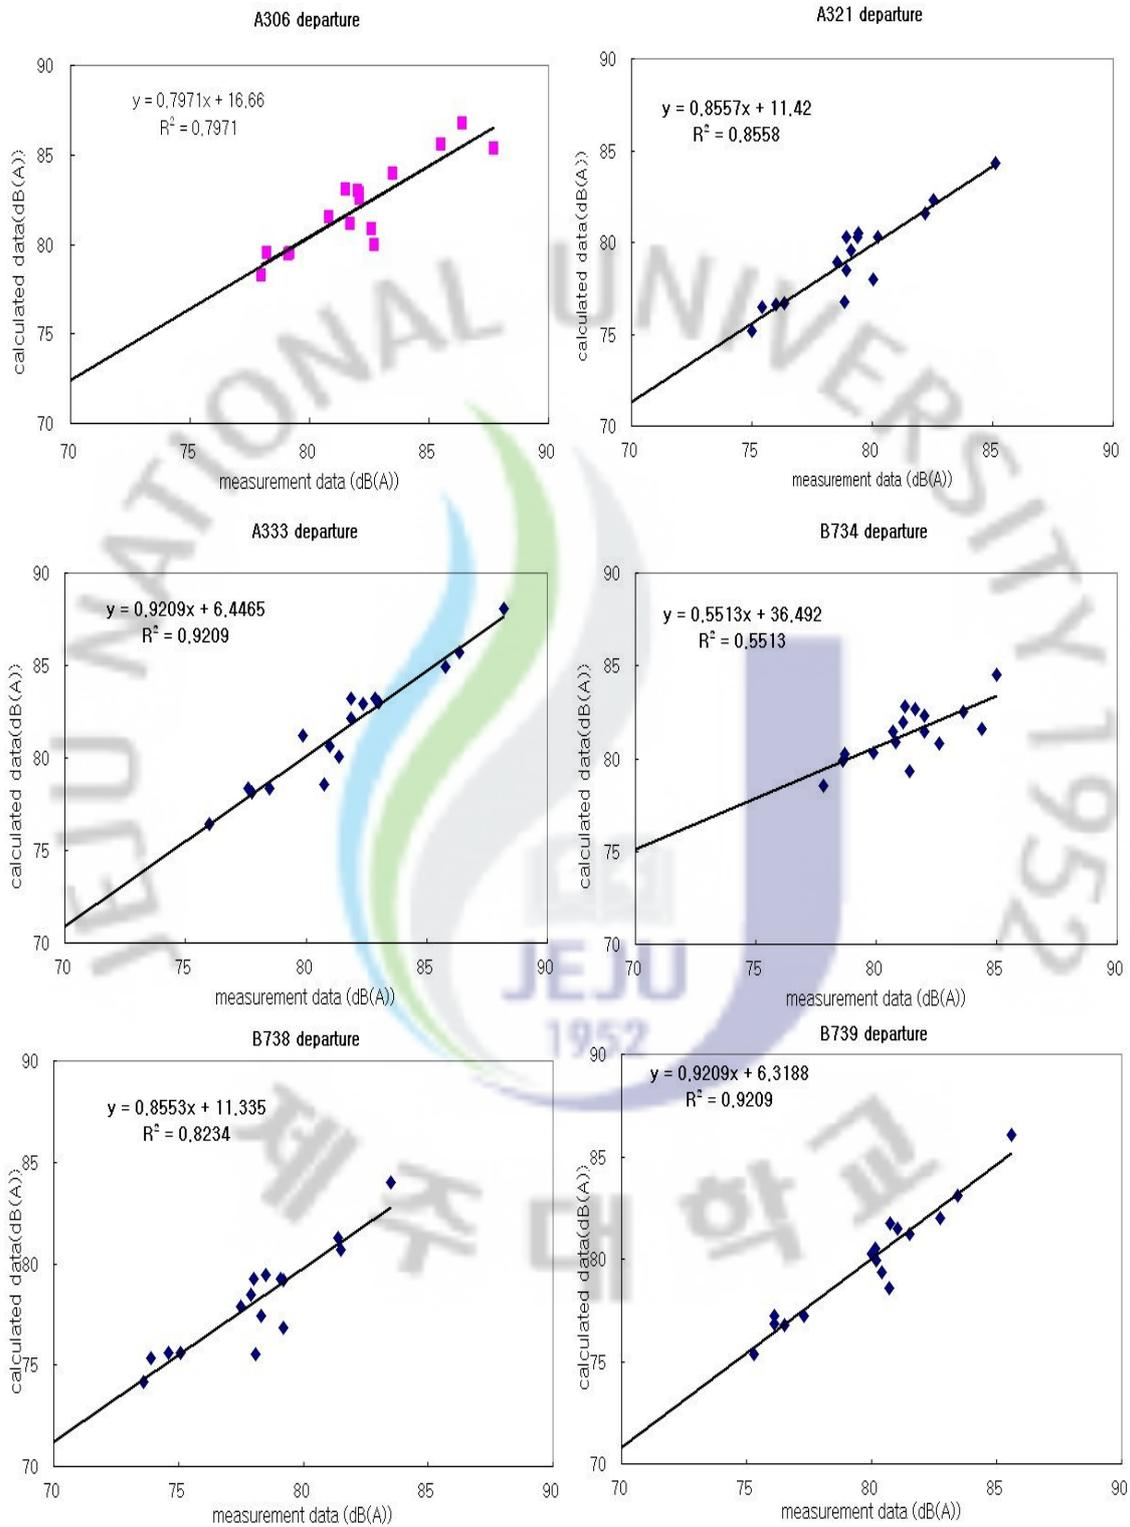 A306 departure
y = 0,7971x + 16,66
R² = 0,7971
90
85
80
75
70
70 75 80 85 90
calculated data(dB(A))
measurement data (dB(A))
A321 departure
y = 0,8557x + 11,42
R² = 0,8558
90
85
80
75
70
70 75 80 85 90
calculated data(dB(A))
measurement data (dB(A))
A333 departure
y = 0,9209x + 6,4465
R² = 0,9209
90
85
80
75
70
70 75 80 85 90
calculated data(dB(A))
measurement data (dB(A))
B734 departure
y = 0,5513x + 36,492
R² = 0,5513
90
85
80
75
70
70 75 80 85 90
calculated data(dB(A))
measurement data (dB(A))
B738 departure
y = 0,8553x + 11,335
R² = 0,8234
90
85
80
75
70
70 75 80 85 90
calculated data(dB(A))
measurement data (dB(A))
B739 departure
y = 0,9209x + 6,3188
R² = 0,9209
90
85
80
75
70
70 75 80 85 90
calculated data(dB(A))
measurement data (dB(A))
JEJU NATIONAL UNIVERSITY 1952
JEJU
1952
제주대학교